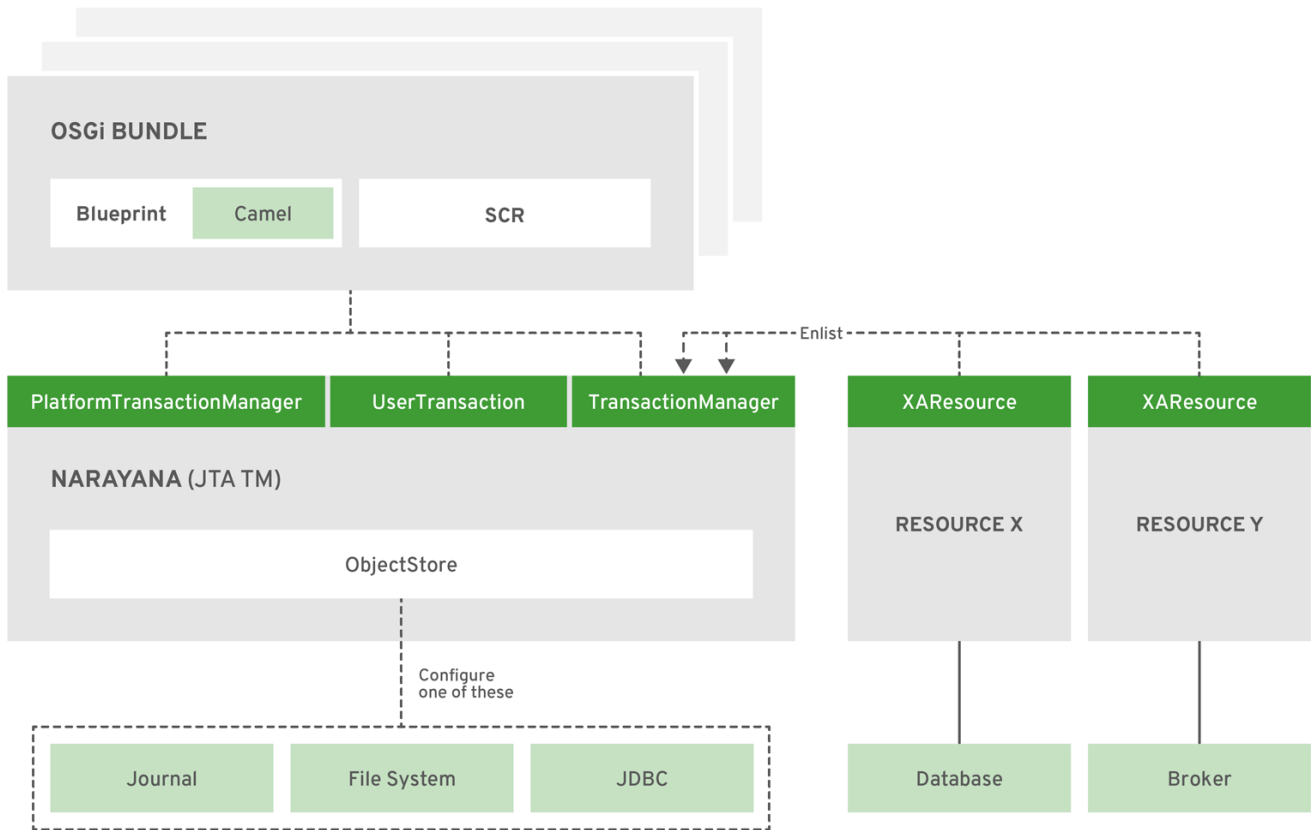 OSGi BUNDLE
Blueprint
Camel
SCR
Enlist
PlatformTransactionManager
UserTransaction
TransactionManager
XAResource
XAResource
NARAYANA (JTA TM)
RESOURCE X
RESOURCE Y
ObjectStore
Configure
one of these
Journal
File System
JDBC
Database
Broker